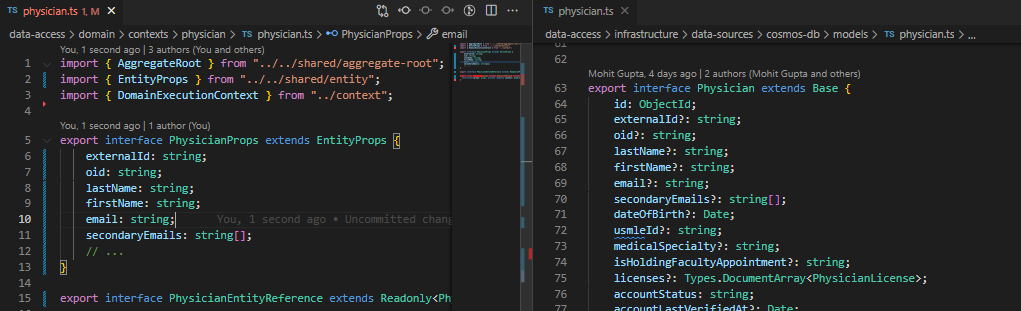 TS physician.ts 1, M
data-access > domain > contexts > physician > TS physician.ts > PhysicianProps > email
You, 1 second ago | 3 authors (You and others)
1 import { AggregateRoot } from "../../shared/aggregate-root";
2 import { EntityProps } from "../../shared/entity";
3 import { DomainExecutionContext } from "../context";
4
You, 1 second ago | 1 author (You)
5 export interface PhysicianProps extends EntityProps {
6 externalId: string;
7 oid: string;
8 lastName: string;
9 firstName: string;
10 email: string; You, 1 second ago • Uncommitted chang
11 secondaryEmails: string[];
12 // ...
13 }
14
15 export interface PhysicianEntityReference extends Readonly<Ph
TS physician.ts
data-access > infrastructure > data-sources > cosmos-db > models > TS physician.ts > ...
61
62
Mohit Gupta, 4 days ago | 2 authors (Mohit Gupta and others)
63 export interface Physician extends Base {
64 id: ObjectId;
65 externalId?: string;
66 oid?: string;
67 lastName?: string;
68 firstName?: string;
69 email?: string;
70 secondaryEmails?: string[];
71 dateOfBirth?: Date;
72 usmleId?: string;
73 medicalSpecialty?: string;
74 isHoldingFacultyAppointment?: string;
75 licenses?: Types.DocumentArray<PhysicianLicense>;
76 accountStatus: string;
77 accountLastVerifiedAt?: Date;